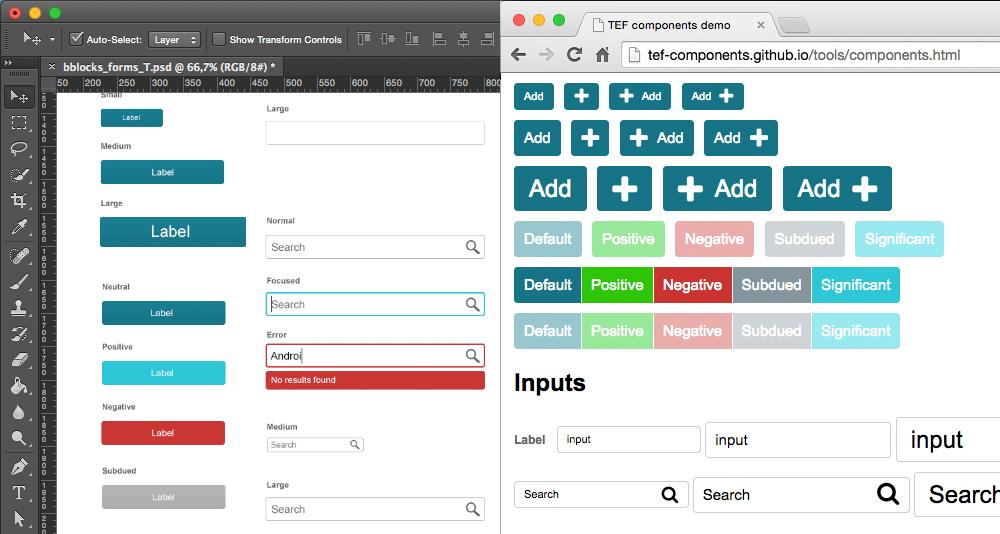 Auto-Select: Layer Show Transform Controls
bblocks_forms_T.psd @ 66,7% (RGB/8#) *
50 200 250 300 350 400 450 500 550 600 650 700 750 800
Small
Label
Medium
Label
Large
Label
Neutral
Label
Positive
Label
Negative
Label
Subdued
Label
Large
Normal
Search
Focused
Search
Error
Androi
No results found
Medium
Search
Large
Search
TEF components demo
tef-components.github.io/tools/components.html
Add Add Add
Add Add Add
Add Add Add
Default Positive Negative Subdued Significant
Default Positive Negative Subdued Significant
Default Positive Negative Subdued Significant
Inputs
Label input input input
Search Search Search